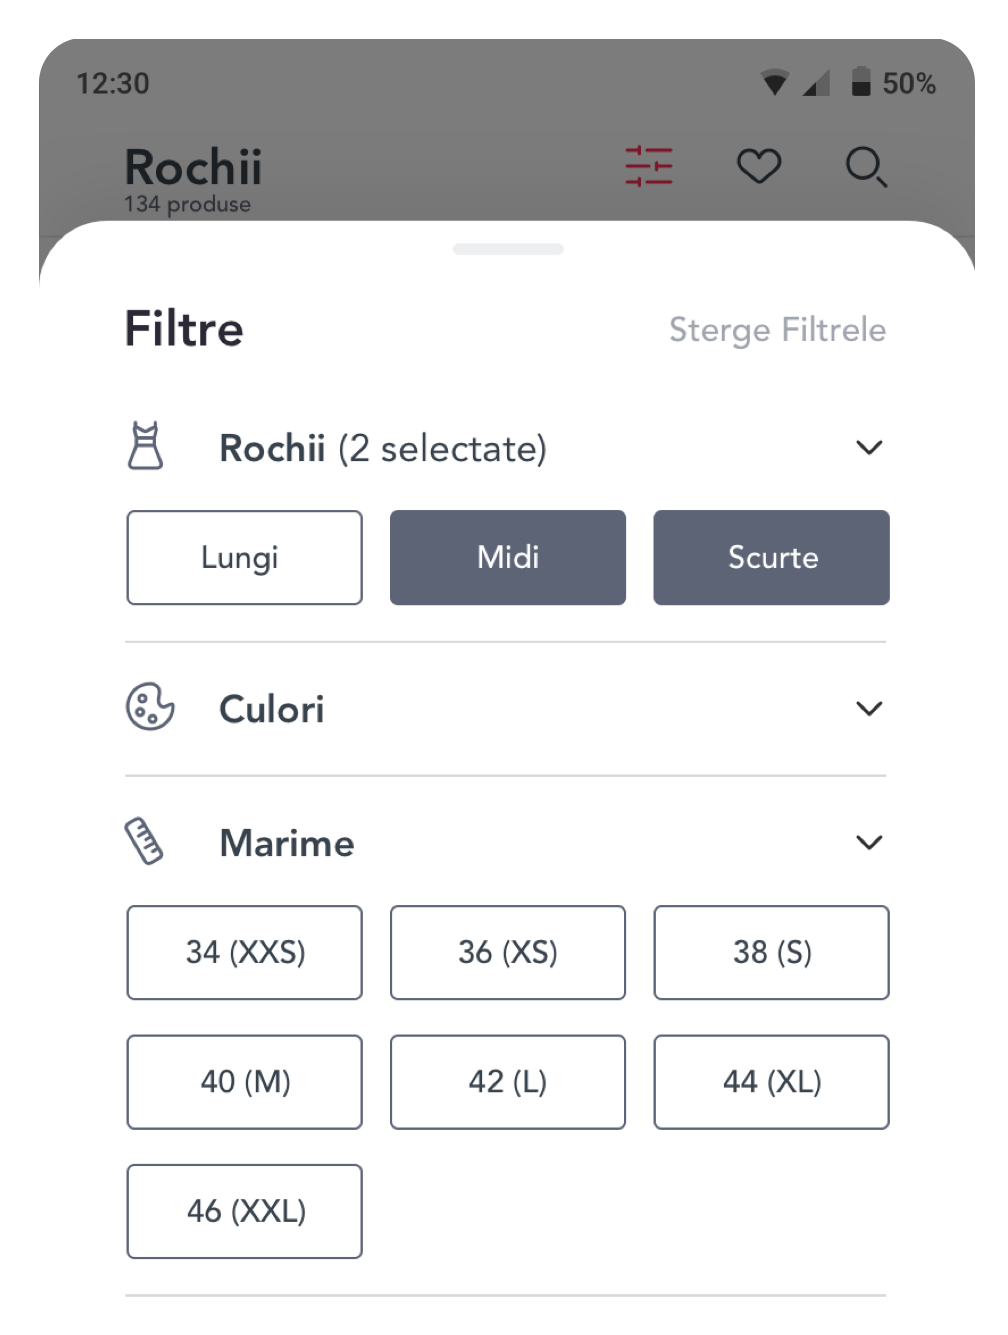 12:30 50%
Rochii
134 produse
Filtre Sterge Filtrele
Rochii (2 selectate)
Lungi Midi Scurte
Culori
Marime
34 (XXS) 36 (XS) 38 (S)
40 (M) 42 (L) 44 (XL)
46 (XXL)